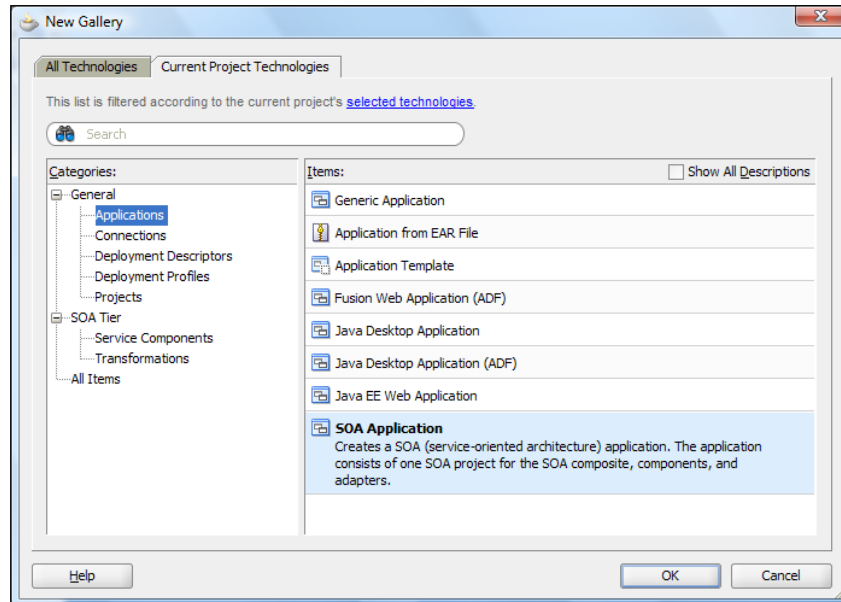 New Gallery
All Technologies
Current Project Technologies
This list is filtered according to the current project's selected technologies.
Search
Categories:
General
Applications
Connections
Deployment Descriptors
Deployment Profiles
Projects
SOA Tier
Service Components
Transformations
All Items
Items:
Show All Descriptions
Generic Application
Application from EAR File
Application Template
Fusion Web Application (ADF)
Java Desktop Application
Java Desktop Application (ADF)
Java EE Web Application
SOA Application
Creates a SOA (service-oriented architecture) application. The application
consists of one SOA project for the SOA composite, components, and
adapters.
Help
OK
Cancel